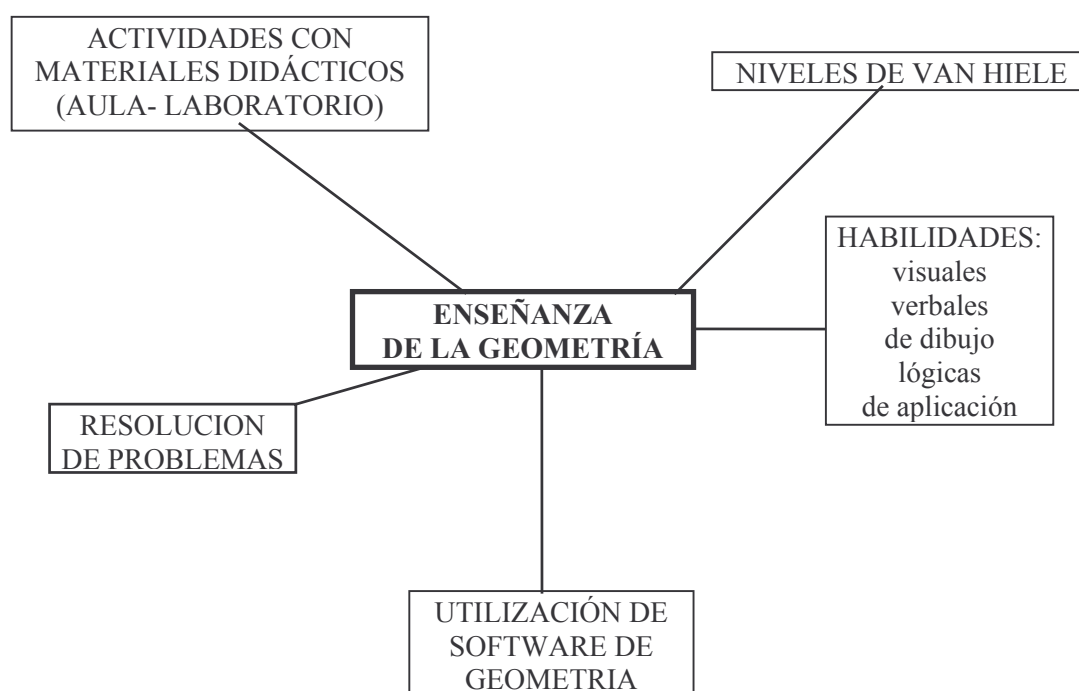 ACTIVIDADES CON
MATERIALES DIDÁCTICOS
(AULA- LABORATORIO)
NIVELES DE VAN HIELE
HABILIDADES:
visuales
verbales
de dibujo
lógicas
de aplicación
ENSEÑANZA
DE LA GEOMETRÍA
RESOLUCION
DE PROBLEMAS
UTILIZACIÓN DE
SOFTWARE DE
GEOMETRIA